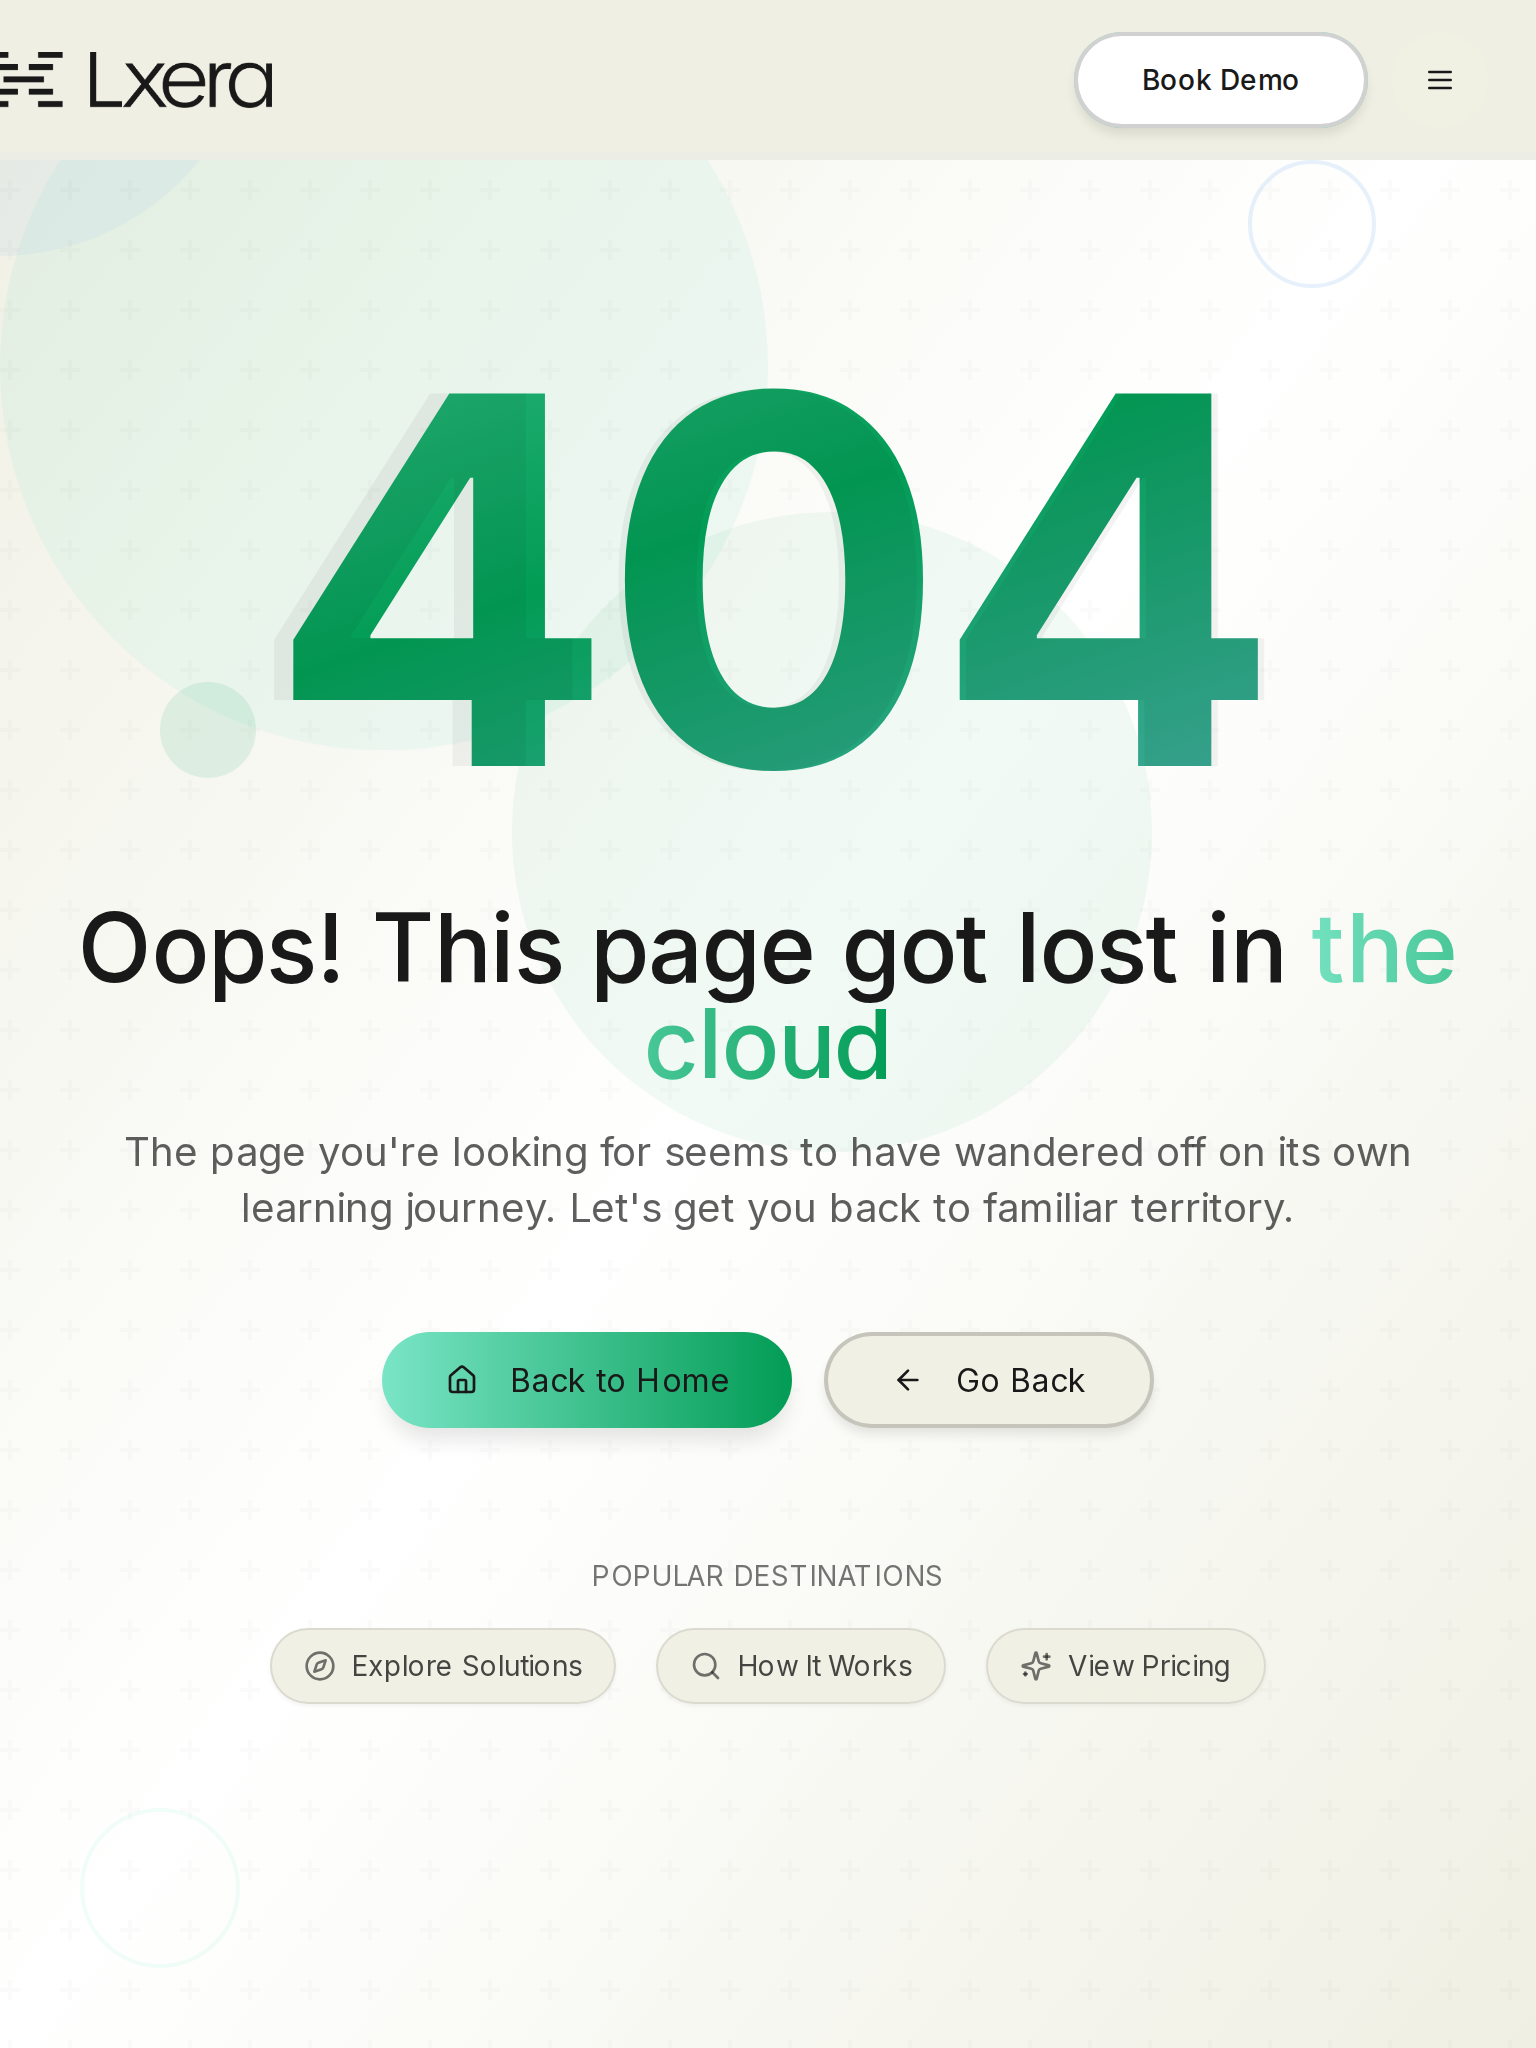 Lxera
Book Demo
404
Oops! This page got lost in the
cloud
The page you're looking for seems to have wandered off on its own
learning journey. Let's get you back to familiar territory.
Back to Home
Go Back
POPULAR DESTINATIONS
Explore Solutions
How It Works
View Pricing